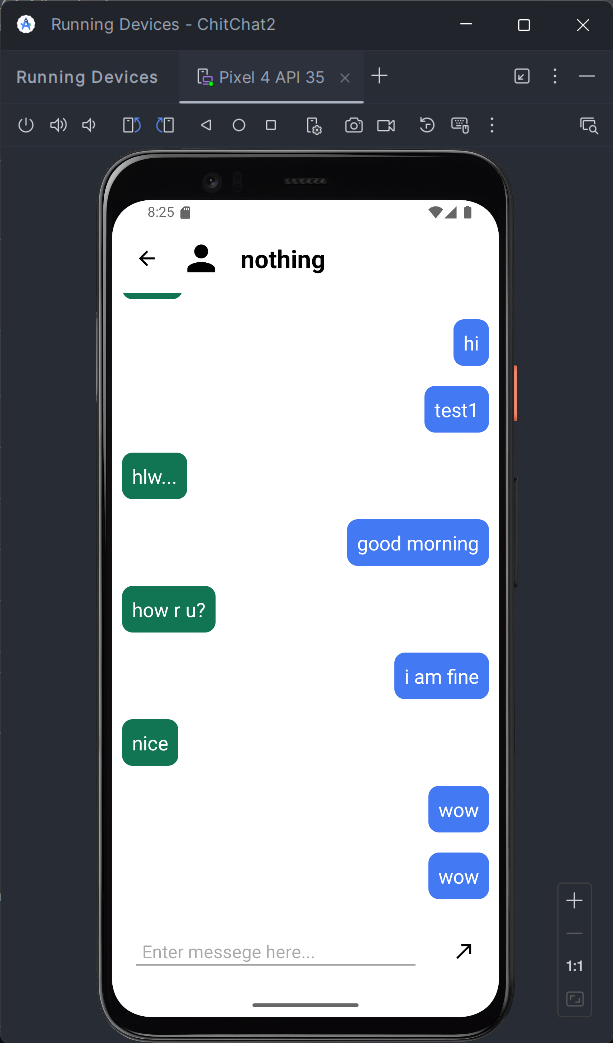 Running Devices - ChitChat2
Running Devices
Pixel 4 API 35
8:25
nothing
hi
test1
hlw...
good morning
how r u?
i am fine
nice
wow
wow
Enter messege here...
1:1